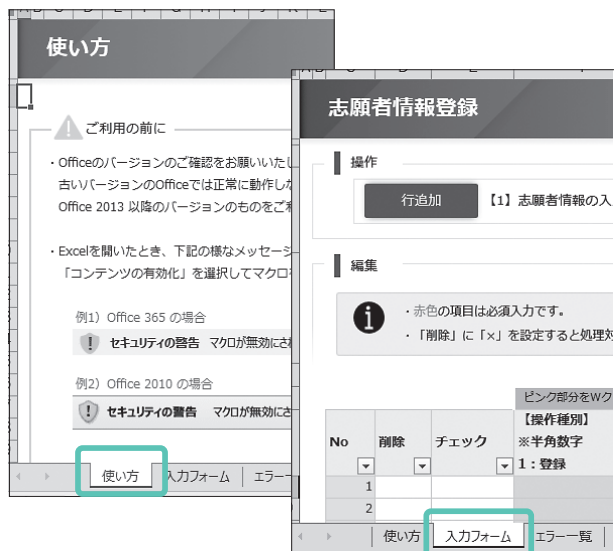 使い方
ご利用の前に
・Officeのバージョンのご確認をお願いいたし
古いバージョンのOfficeでは正常に動作しな
Office 2013 以降のバージョンのものをご利
・Excelを開いたとき、下記の様なメッセージ
「コンテンツの有効化」を選択してマクロを
例1）Office 365 の場合
セキュリティの警告 マクロが無効にされ
例2）Office 2010 の場合
セキュリティの警告 マクロが無効にさ
使い方
入力フォーム
エラー
志願者情報登録
操作
行追加
【1】志願者情報の入
編集
・赤色の項目は必須入力です。
・「削除」に「×」を設定すると処理対
ピンク部分をWク
No
削除
チェック
【操作種別】
※半角数字
1：登録
1
2
使い方
入力フォーム
エラー一覧